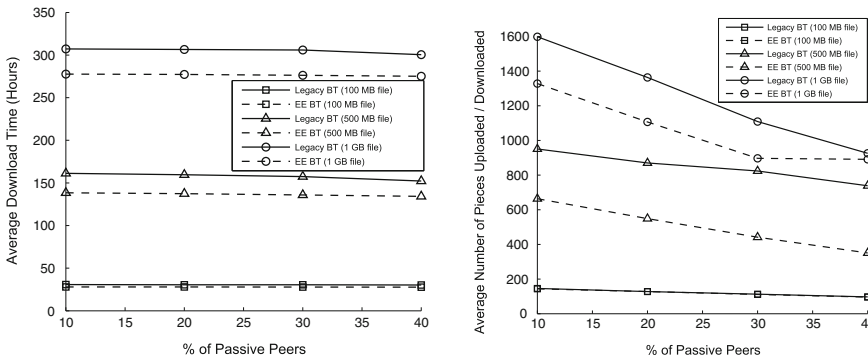 350
300
250
200
150
100
50
0
10
15
20
25
30
35
40
Average Download Time (Hours)
% of Passive Peers
Legacy BT (100 MB file)
EE BT (100 MB file)
Legacy BT (500 MB file)
EE BT (500 MB file)
Legacy BT (1 GB file)
EE BT (1 GB file)
1600
1400
1200
1000
800
600
400
200
0
10
15
20
25
30
35
Average Number of Pieces Uploaded / Downloaded
% of Passive Peers
Legacy BT (100 MB file)
EE BT (100 MB file)
Legacy BT (500 MB file)
EE BT (500 MB file)
Legacy BT (1 GB file)
EE BT (1 GB file)